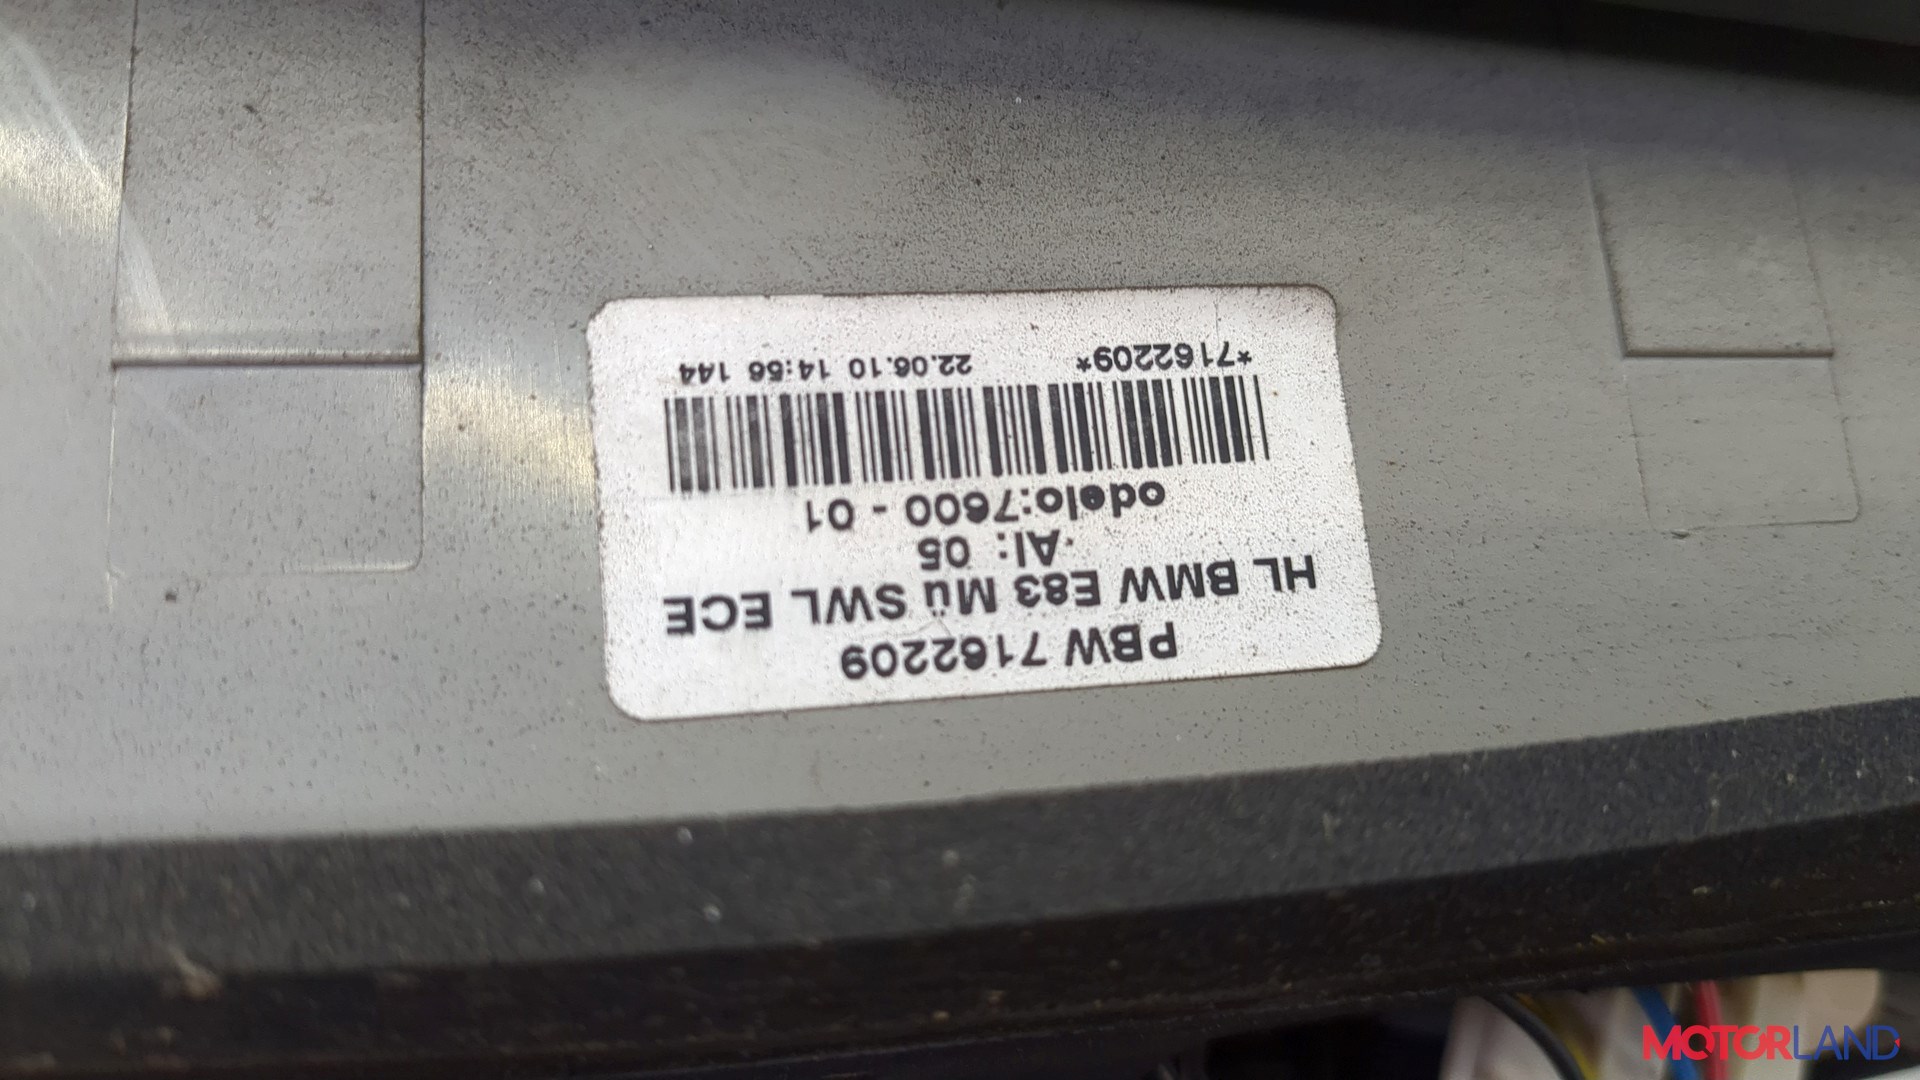 PBW 7162209
HL BMW E83 Mü SWL ECE
AI: 05
odelo:7600 - 01
*7162209* 22.06.10 14:56 144
MOTORLAND